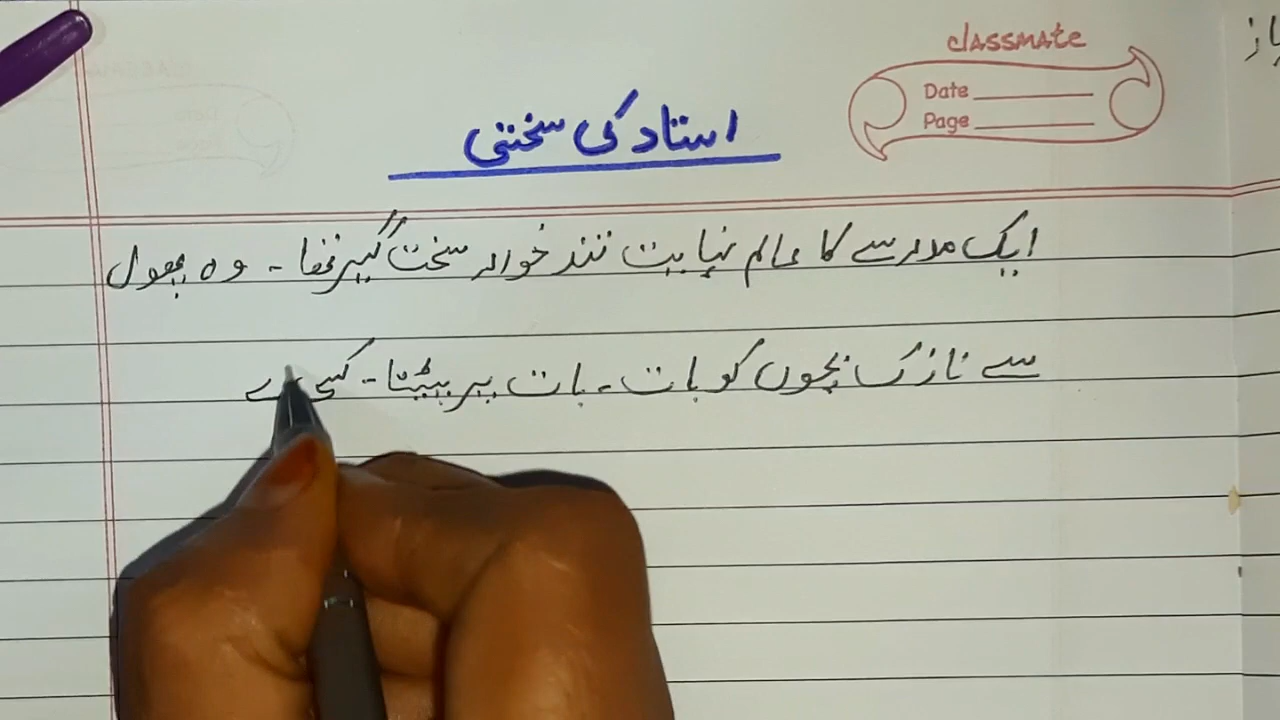 classmate
Date
Page
استاد کی سختی
ایک مدرسے کا عالم نہایت تند خو اور سخت گیر تھا۔ وہ پھول
سے نازک بچوں کو بات۔ بات پر پیٹتا۔ کسی